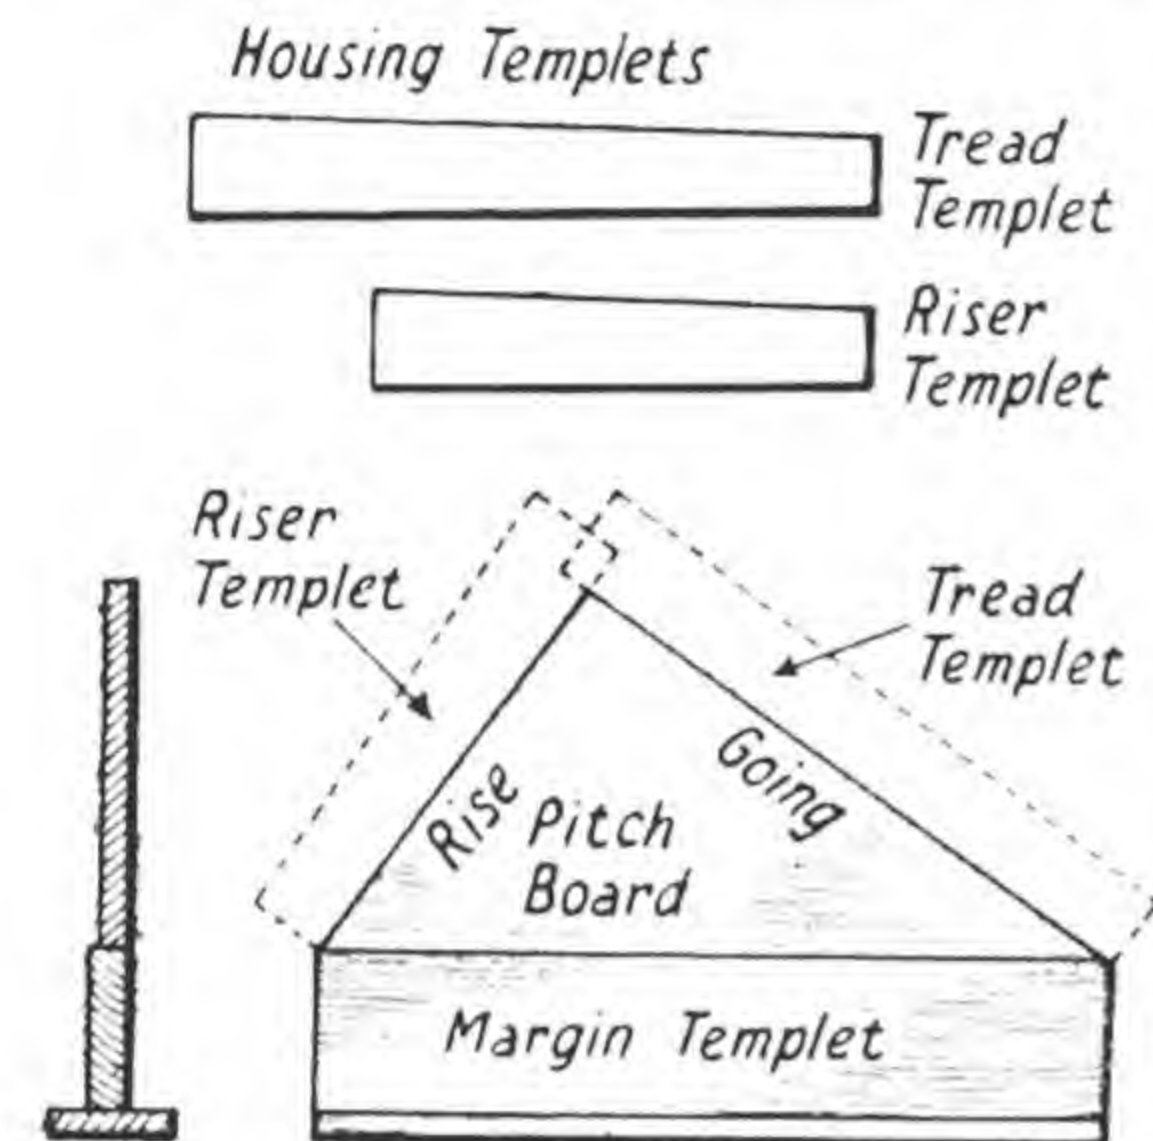 Housing Templets
Tread
Templet
Riser
Templet
Riser
Templet
Tread
Templet
Rise
Going
Pitch
Board
Margin Templet